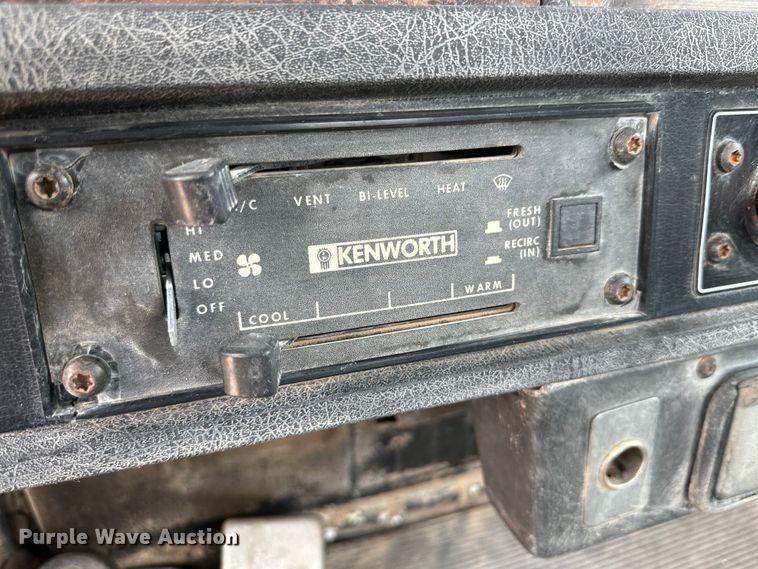 A/C VENT BI-LEVEL HEAT
HI
MED
LO
OFF
KENWORTH
FRESH
(OUT)
RECIRC
(IN)
COOL WARM
Purple Wave Auction